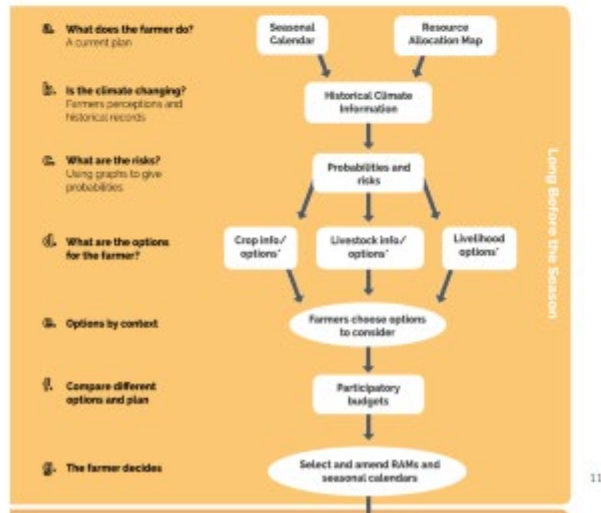 a. What does the farmer do?
A current plan
Seasonal
Calendar
Resource
Allocation Map
b. Is the climate changing?
Farmers perceptions and
historical records
Historical Climate
Information
c. What are the risks?
Using graphs to give
probabilities
Probabilities and
risks
d. What are the options
for the farmer?
Crop info/
options*
Livestock info/
options*
Livelihood
options*
e. Options by context
Farmers choose options
to consider
f. Compare different
options and plan
Participatory
budgets
g. The farmer decides
Select and amend RAMs and
seasonal calendars
Long Before the Season
11